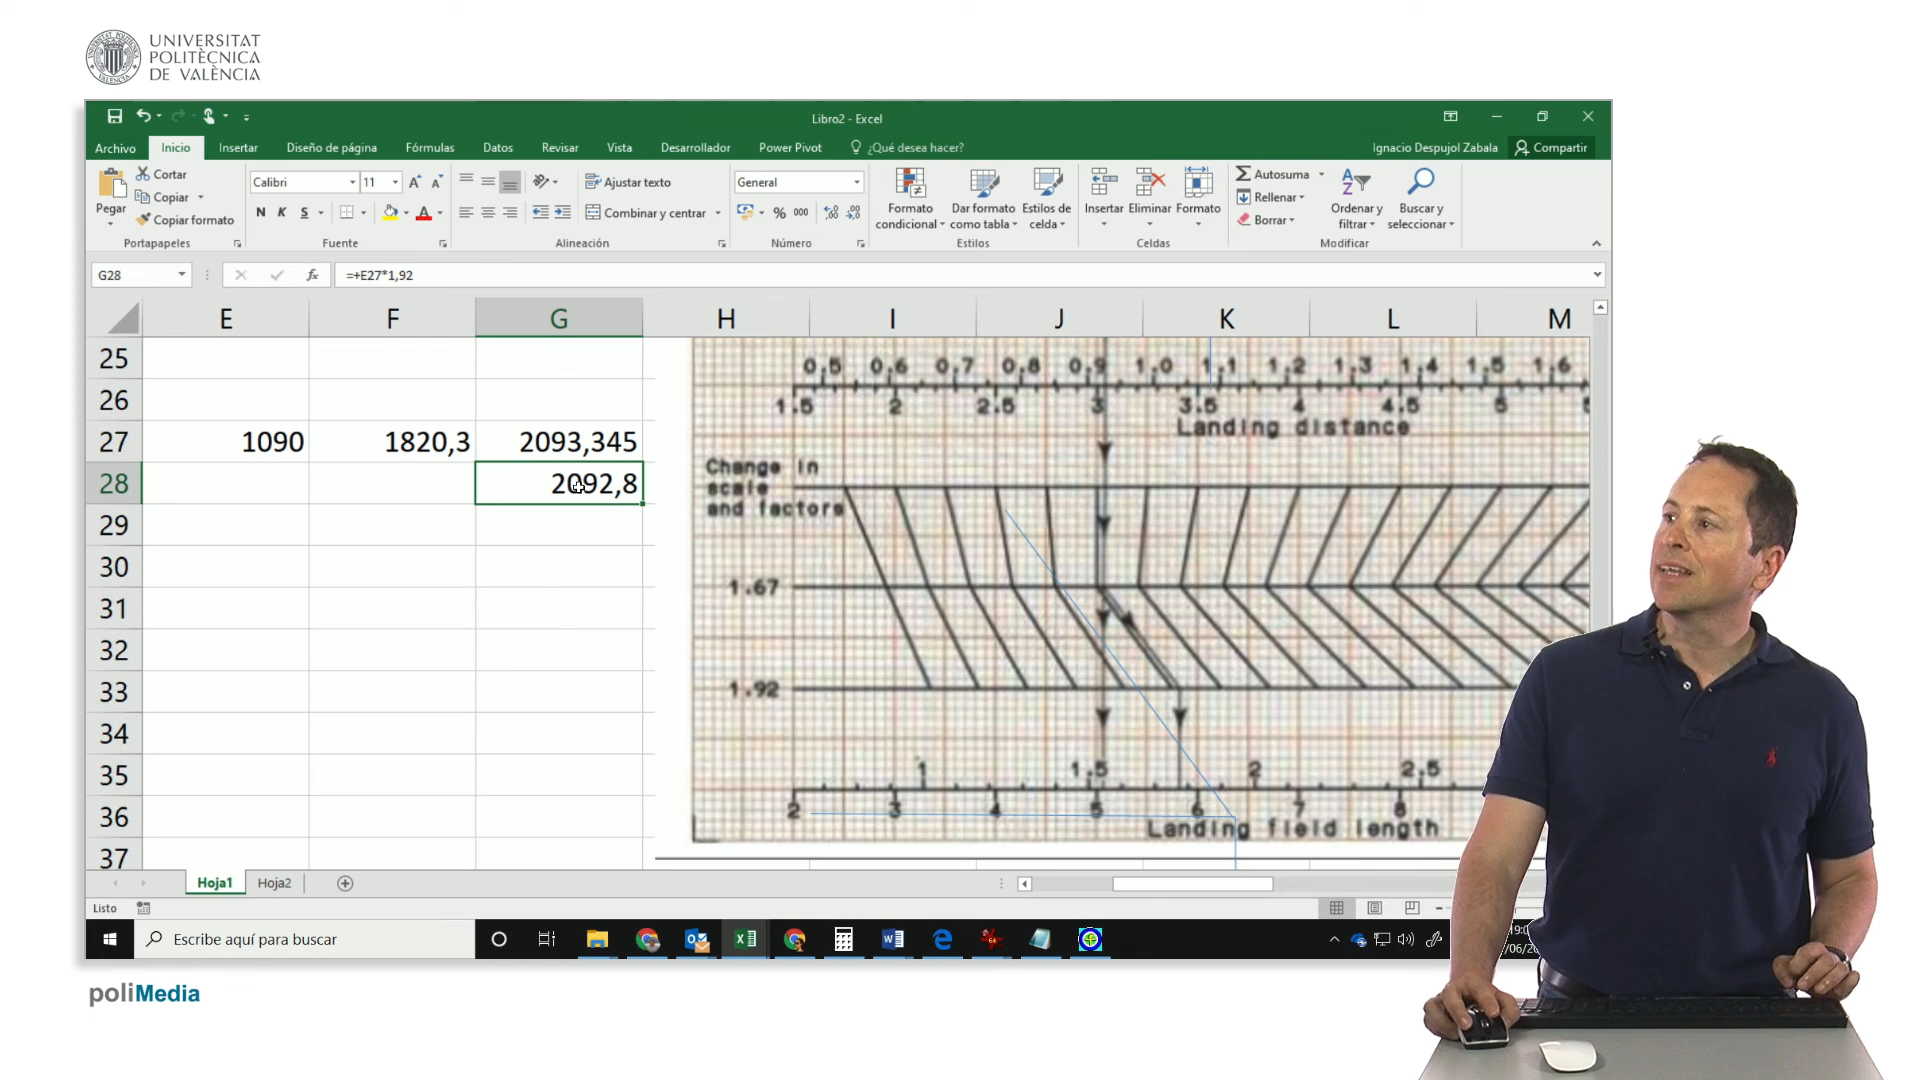 UNIVERSITAT
POLITÈCNICA
DE VALÈNCIA
Libro2 - Excel
Archivo Inicio Insertar Diseño de página Fórmulas Datos Revisar Vista Desarrollador Power Pivot ¿Qué desea hacer? Ignacio Despujol Zabala Compartir
Pegar
Cortar
Copiar
Copiar formato
Portapapeles
Calibri 11
N K S
Fuente
Ajustar texto
Combinar y centrar
Alineación
General
% 000
Número
Formato condicional
Dar formato como tabla
Estilos de celda
Estilos
Insertar Eliminar Formato
Celdas
Autosuma
Rellenar
Borrar
Ordenar y filtrar
Buscar y seleccionar
Modificar
G28 fx =+E27*1,92
E F G H I J K L M
25
26
27 1090 1820,3 2093,345
28 2092,8
29
30
31
32
33
34
35
36
37
0,5 0,6 0,7 0,8 0,9 1,0 1,1 1,2 1,3 1,4 1,5 1,6
1.5 2 2.5 3 3.5 4 4.5 5
Landing distance
Change in
scale
and factors
1.67
1.92
1 1,5 2 2,5
2 3 4 5 6 7 8
Landing field length
Hoja1 Hoja2
Listo
Escribe aquí para buscar
poliMedia